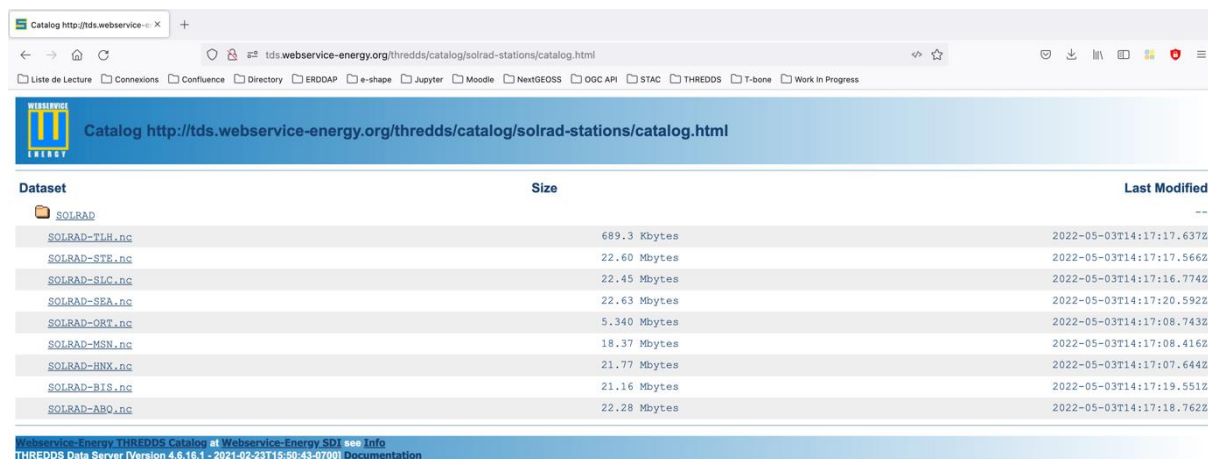 Catalog http://tds.webservice-e
tds.webservice-energy.org/thredds/catalog/solrad-stations/catalog.html
Liste de Lecture Connexions Confluence Directory ERDDAP e-shape Jupyter Moodle NextGEOSS OGC API STAC THREDDS T-bone Work In Progress
WEBSERVICE
ENERGY
Catalog http://tds.webservice-energy.org/thredds/catalog/solrad-stations/catalog.html
Dataset Size Last Modified
SOLRAD --
SOLRAD-TLH.nc 689.3 Kbytes 2022-05-03T14:17:17.637Z
SOLRAD-STE.nc 22.60 Mbytes 2022-05-03T14:17:17.566Z
SOLRAD-SLC.nc 22.45 Mbytes 2022-05-03T14:17:16.774Z
SOLRAD-SEA.nc 22.63 Mbytes 2022-05-03T14:17:20.592Z
SOLRAD-ORT.nc 5.340 Mbytes 2022-05-03T14:17:08.743Z
SOLRAD-MSN.nc 18.37 Mbytes 2022-05-03T14:17:08.416Z
SOLRAD-HNX.nc 21.77 Mbytes 2022-05-03T14:17:07.644Z
SOLRAD-BIS.nc 21.16 Mbytes 2022-05-03T14:17:19.551Z
SOLRAD-ABQ.nc 22.28 Mbytes 2022-05-03T14:17:18.762Z
Webservice-Energy THREDDS Catalog at Webservice-Energy SDI see Info
THREDDS Data Server [Version 4.6.16.1 - 2021-02-23T15:50:43-0700] Documentation